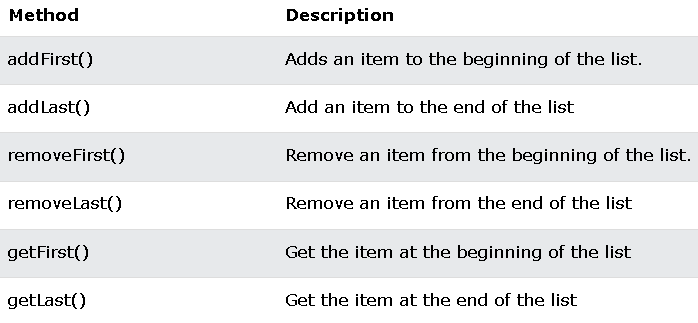 Method Description
addFirst() Adds an item to the beginning of the list.
addLast() Add an item to the end of the list
removeFirst() Remove an item from the beginning of the list.
removeLast() Remove an item from the end of the list
getFirst() Get the item at the beginning of the list
getLast() Get the item at the end of the list